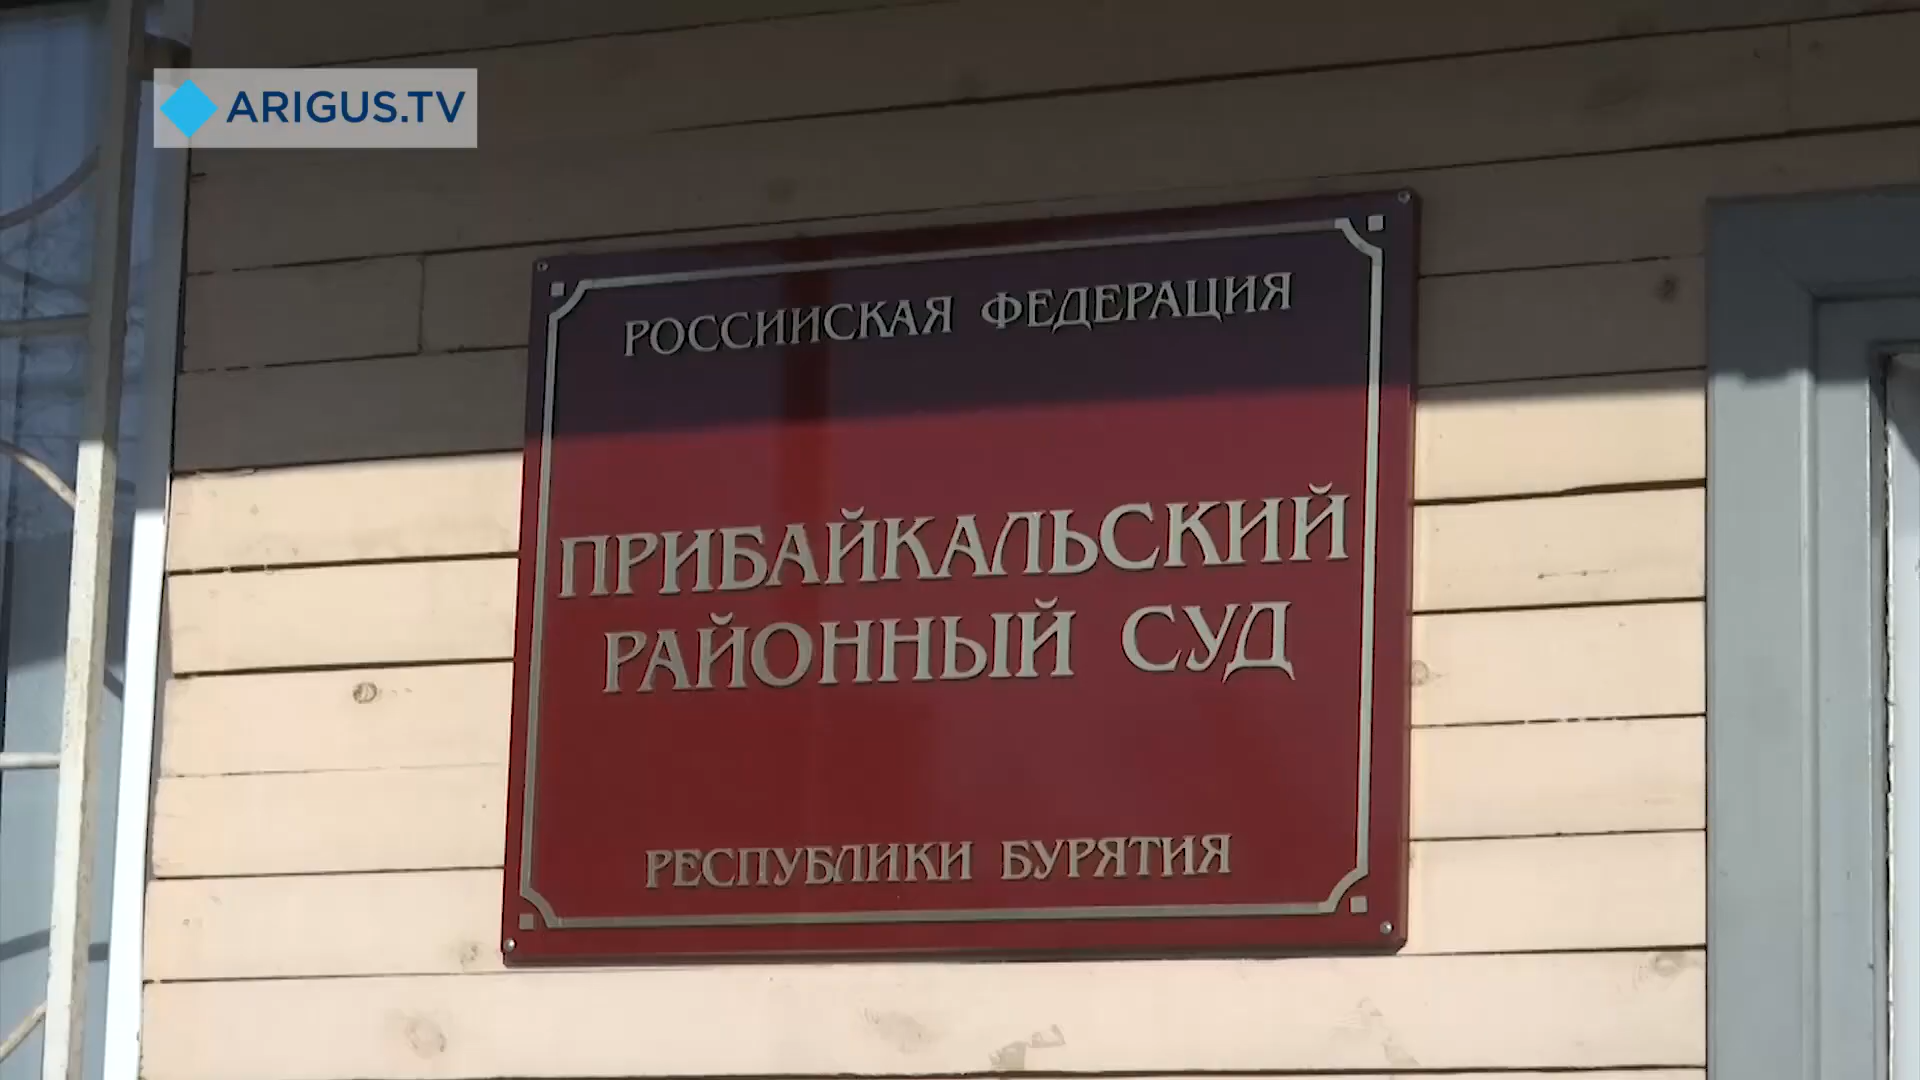 ARIGUS.TV
РОССИЙСКАЯ ФЕДЕРАЦИЯ
ПРИБАЙКАЛЬСКИЙ
РАЙОННЫЙ СУД
РЕСПУБЛИКИ БУРЯТИЯ